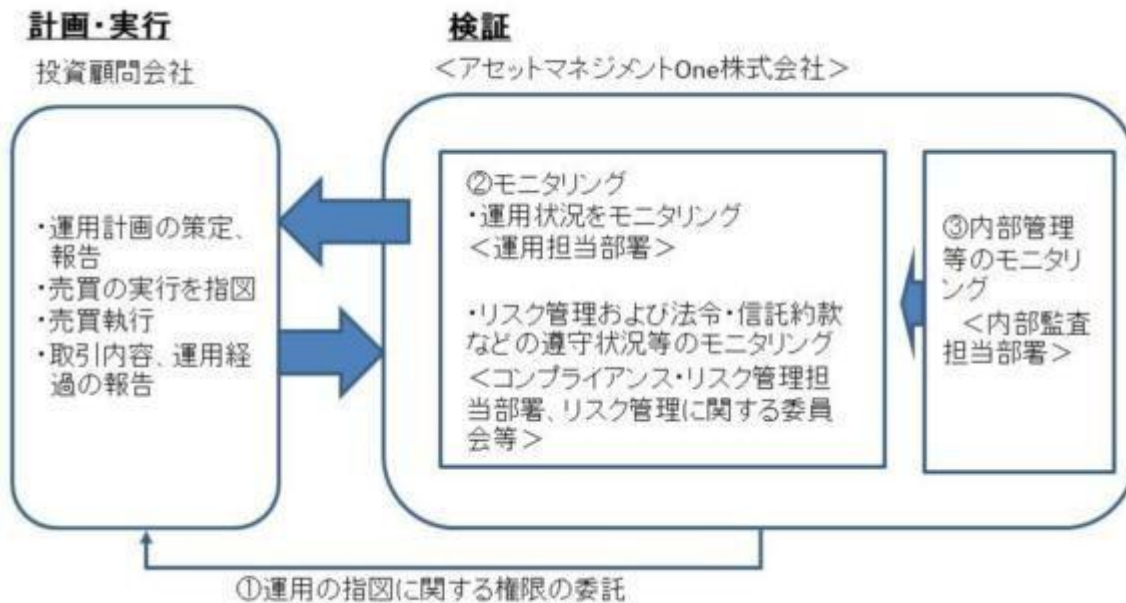 計画・実行
投資顧問会社
・運用計画の策定、
報告
・売買の実行を指図
・売買執行
・取引内容、運用経
過の報告
検証
＜アセットマネジメントOne株式会社＞
②モニタリング
・運用状況をモニタリング
＜運用担当部署＞
・リスク管理および法令・信託約款
などの遵守状況等のモニタリング
＜コンプライアンス・リスク管理担
当部署、リスク管理に関する委員
会等＞
③内部管理
等のモニタリ
ング
＜内部監査
担当部署＞
①運用の指図に関する権限の委託